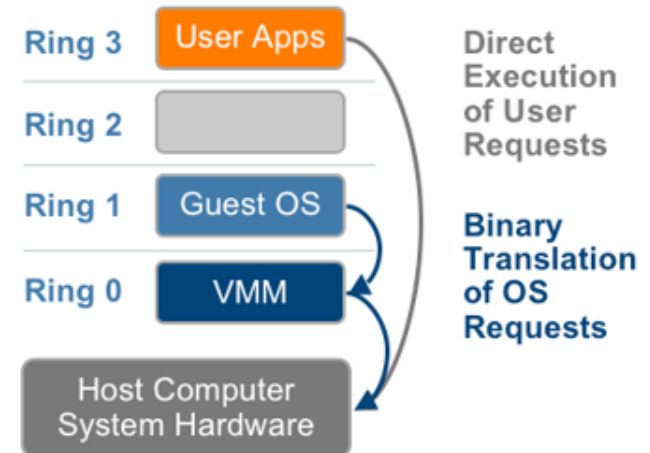 Ring 3
User Apps
Direct
Execution
of User
Requests
Ring 2
Ring 1
Guest OS
Binary
Translation
of OS
Requests
Ring 0
VMM
Host Computer
System Hardware